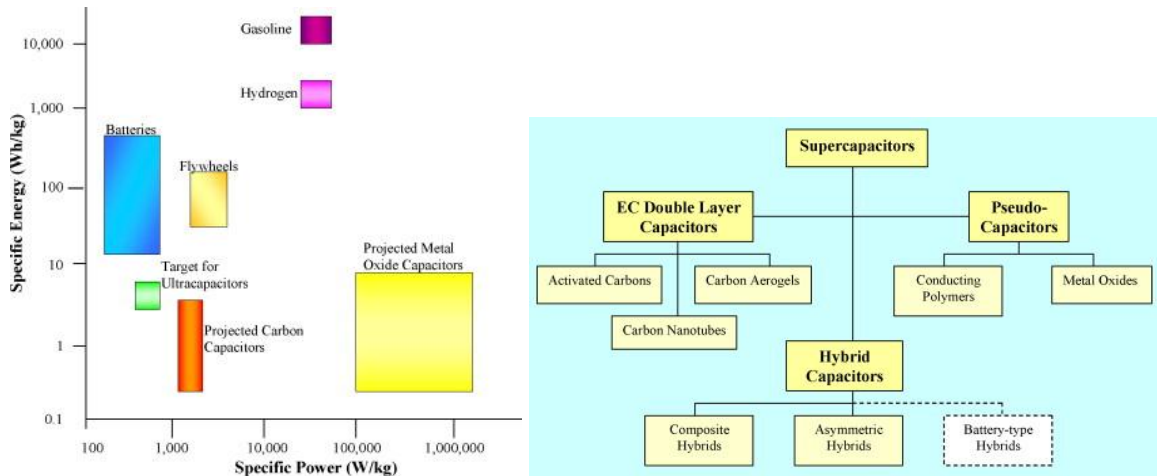 Gasoline
10,000
Hydrogen
1,000
Batteries
Flywheels
100
Projected Metal
Oxide Capacitors
10
Target for
Ultracapacitors
Projected Carbon
Capacitors
1
0.1
100
1,000
10,000
100,000
1,000,000
Specific Energy (Wh/kg)
Specific Power (W/kg)
Supercapacitors
EC Double Layer
Capacitors
Pseudo-
Capacitors
Activated Carbons
Carbon Aerogels
Conducting
Polymers
Metal Oxides
Carbon Nanotubes
Hybrid
Capacitors
Composite
Hybrids
Asymmetric
Hybrids
Battery-type
Hybrids